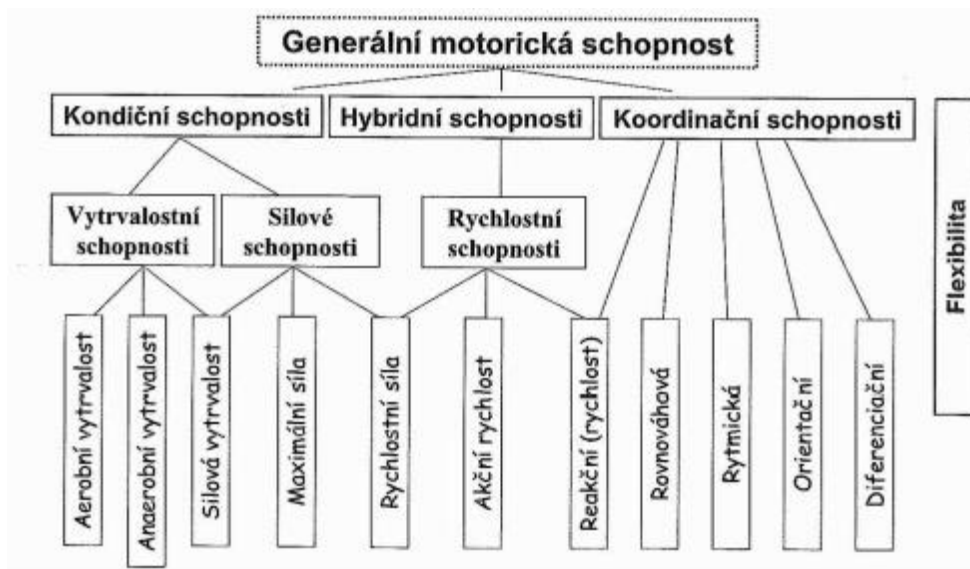 Generální motorická schopnost
Kondiční schopnosti
Hybridní schopnosti
Koordinační schopnosti
Vytrvalostní
schopnosti
Silové
schopnosti
Rychlostní
schopnosti
Aerobní vytrvalost
Anaerobní vytrvalost
Silová vytrvalost
Maximální síla
Rychlostní síla
Akční rychlost
Reakční (rychlost)
Rovnováhová
Rytmická
Orientační
Diferenciační
Flexibilita